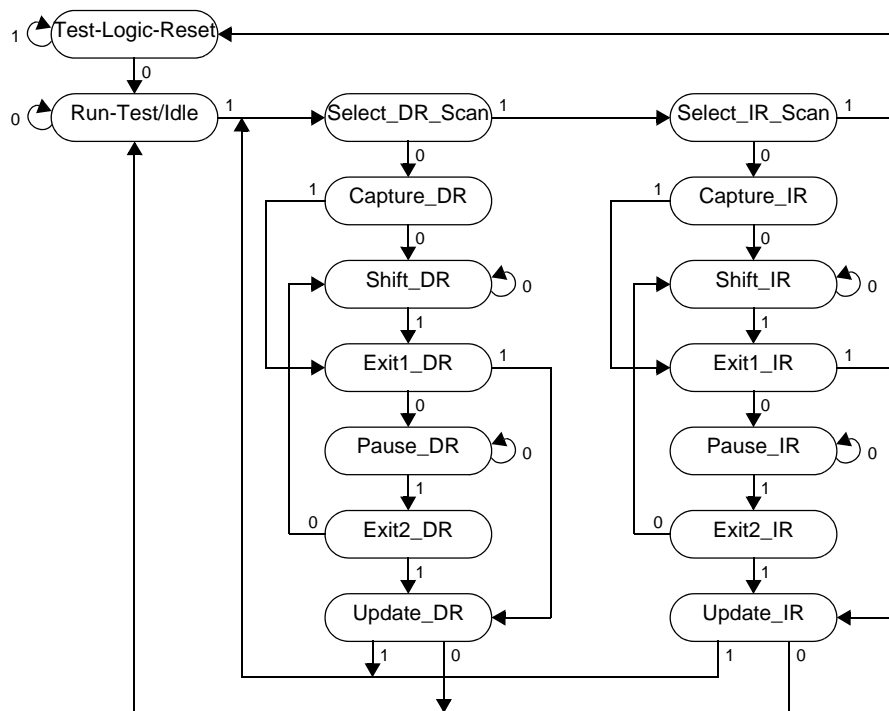 Test-Logic-Reset
1
0
Run-Test/Idle
0
1
Select_DR_Scan
1
Select_IR_Scan
1
0
0
1
Capture_DR
1
Capture_IR
0
0
Shift_DR
0
Shift_IR
0
1
1
Exit1_DR
1
Exit1_IR
1
0
0
Pause_DR
0
Pause_IR
0
1
1
0
Exit2_DR
0
Exit2_IR
1
1
Update_DR
Update_IR
1
0
1
0